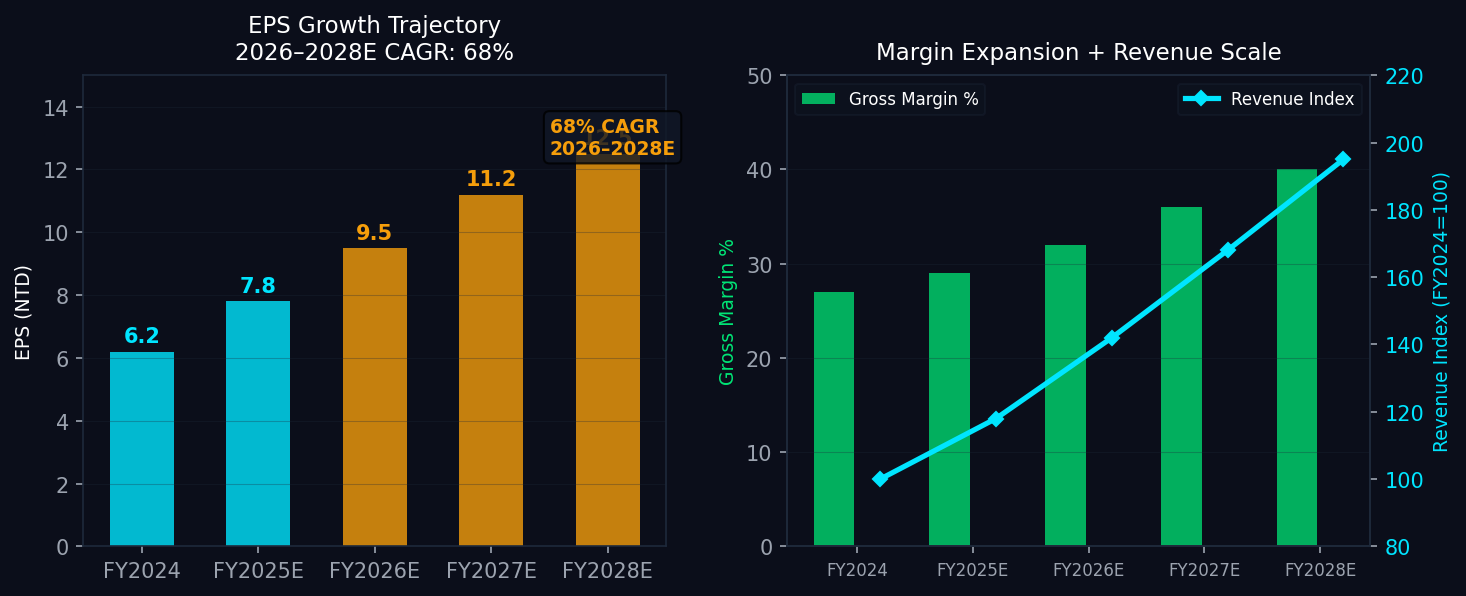 EPS Growth Trajectory
2026–2028E CAGR: 68%
EPS (NTD)
14
12
10
8
6
4
2
0
6.2
7.8
9.5
11.2
12.5
68% CAGR
2026–2028E
FY2024
FY2025E
FY2026E
FY2027E
FY2028E
Margin Expansion + Revenue Scale
Gross Margin %
Revenue Index
Gross Margin %
50
40
30
20
10
0
220
200
180
160
140
120
100
80
Revenue Index (FY2024=100)
FY2024
FY2025E
FY2026E
FY2027E
FY2028E